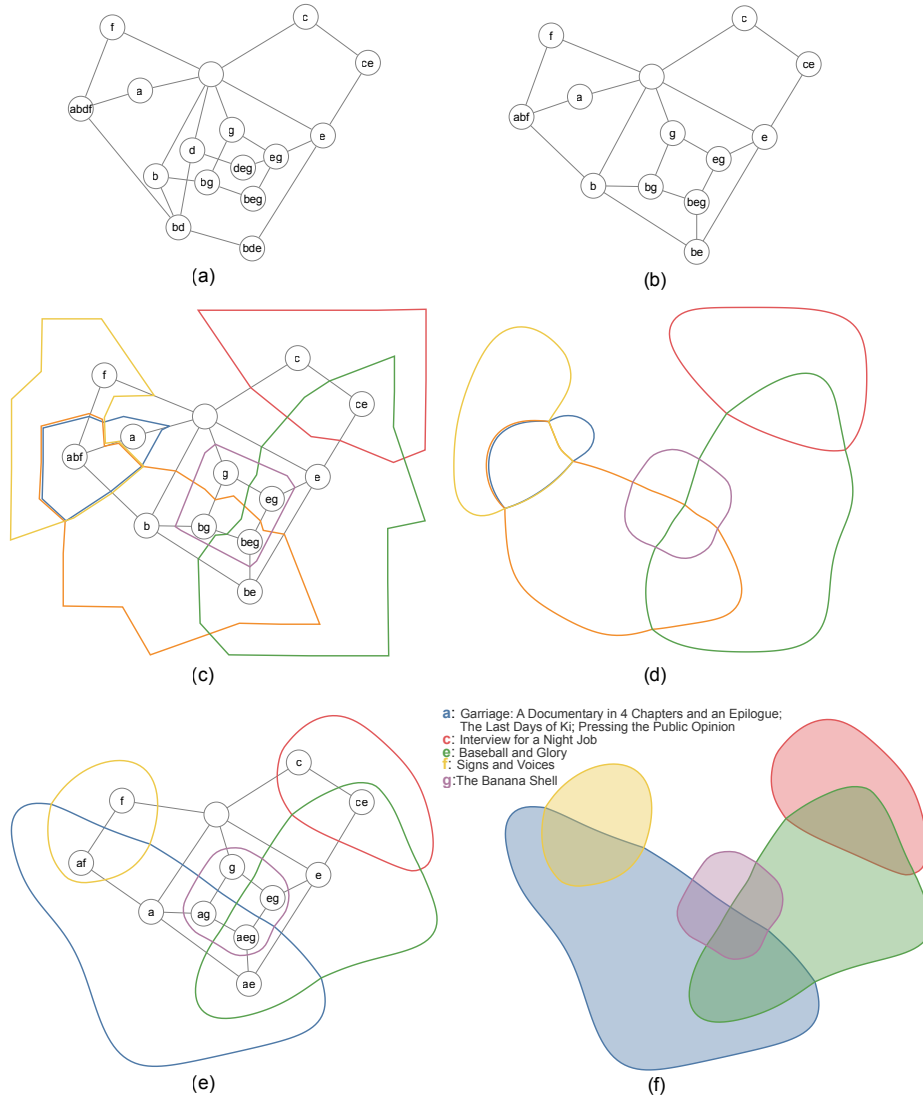 f
c
ce
a
abdf
g
e
d
eg
deg
b
bg
beg
bd
bde
(a)
c
f
ce
a
abf
g
e
eg
b
bg
beg
be
(b)
c
f
ce
a
abf
g
e
eg
b
bg
beg
be
(c)
(d)
c
f
ce
af
g
e
eg
a
ag
aeg
ae
(e)
a: Garriage: A Documentary in 4 Chapters and an Epilogue;
The Last Days of Ki; Pressing the Public Opinion
c: Interview for a Night Job
e: Baseball and Glory
f: Signs and Voices
g:The Banana Shell
(f)